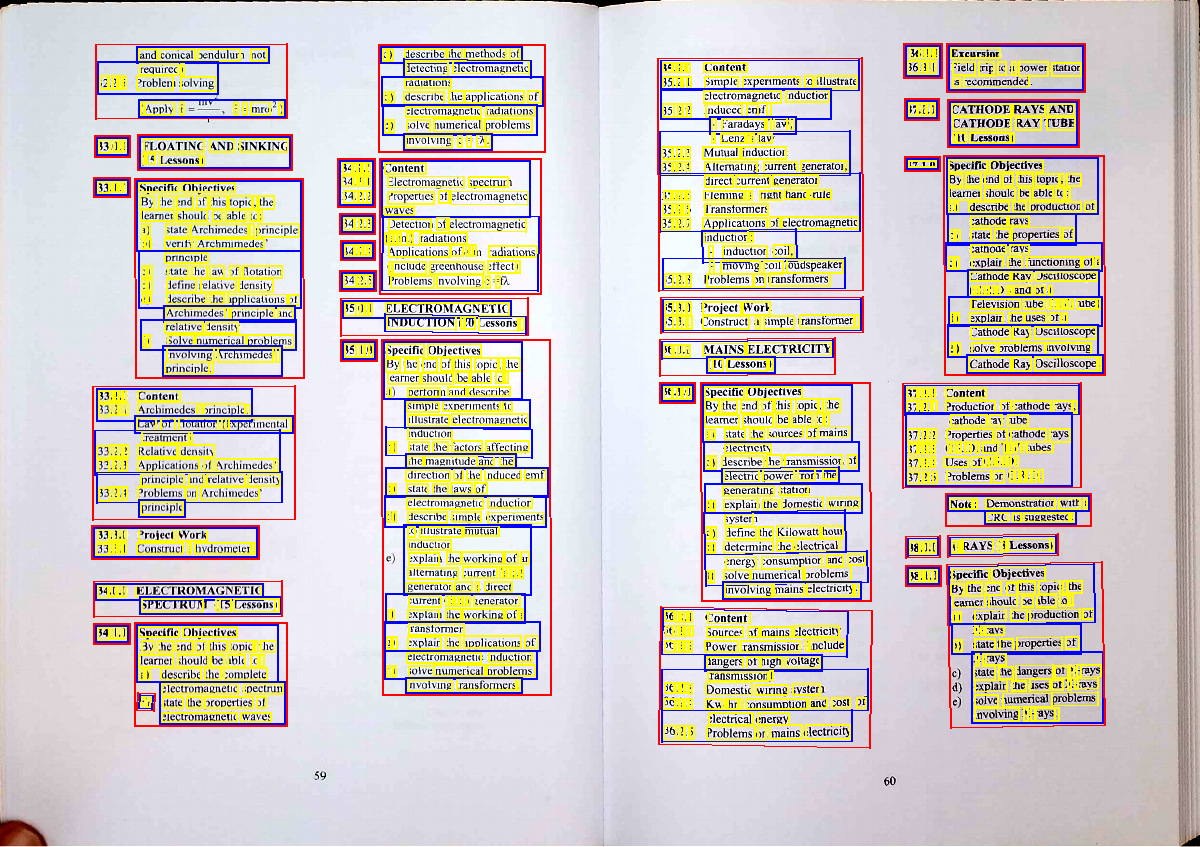 and conical pendulum not
required)
Problem solving
(Apply F = mv²/r, F = mrω²)
33.0.0 FLOATING AND SINKING
(15 Lessons)
33.1.0 Specific Objectives
By the end of this topic, the
learner should be able to:
a) state Archimedes' principle
b) verify Archimedes'
principle
c) state the law of flotation
d) define relative density
e) describe the applications of
Archimedes' principle and
relative density
f) Solve numerical problems
involving Archimedes'
principle.
33.2.0 Content
33.2.1 Archimedes principle,
Law of flotation (Experimental
treatment)
33.2.2 Relative density
33.2.3 Applications of Archimedes'
principle and relative density
33.2.4 Problems on Archimedes'
principle
33.3.0 Project Work
33.3.1 Construct hydrometer
34.0.0 ELECTROMAGNETIC
SPECTRUM (15 Lessons)
34.1.0 Specific Objectives
By the end of this topic the
learner should be able to
a) describe the complete
electromagnetic spectrum
b) state the properties of
electromagnetic waves
c) describe the methods of
detecting electromagnetic
radiations
d) describe the applications of
electromagnetic radiations
e) solve numerical problems
involving c = fλ.
34.2.0 Content
34.2.1 Electromagnetic spectrum
34.2.2 Properties of electromagnetic
waves
34.2.3 Detection of electromagnetic
(e.m.) radiations
34.2.4 Applications of e.m. radiations
(include greenhouse effect)
34.2.5 Problems involving c=fλ
35.0.0 ELECTROMAGNETIC
INDUCTION (20 Lessons)
35.1.0 Specific Objectives
By the end of this topic, the
learner should be able to:
a) perform and describe
simple experiments to
illustrate electromagnetic
induction
b) state the factors affecting
the magnitude and the
direction of the induced emf
c) state the laws of
electromagnetic induction
d) describe simple experiments
to illustrate mutual
induction
e) explain the working of an
alternating current (a.c.)
generator and a direct
current (d.c.) generator
f) explain the working of a
transformer
g) explain the applications of
electromagnetic induction
h) solve numerical problems
involving transformers.
59
35.2.0 Content
35.2.1 Simple experiments to illustrate
electromagnetic induction
35.2.2 Induced emf
- Faradays law,
- Lenz's law
35.2.3 Mutual induction
35.2.4 Alternating current generator,
direct current generator
Fleming's right hand rule
Transformers
35.2.7 Applications of electromagnetic
induction:
- induction coil,
- moving coil loudspeaker
35.2.8 Problems on transformers
35.3.0 Project Work
35.3.1 Construct a simple transformer
36.0.0 MAINS ELECTRICITY
(10 Lessons)
36.1.0 Specific Objectives
By the end of this topic, the
learner should be able to:
a) state the sources of mains
electricity
b) describe the transmission of
electric power from the
generating station
c) explain the domestic wiring
system
d) define the Kilowatt hour
e) determine the electrical
energy consumption and cost
f) solve numerical problems
involving mains electricity.
36.2.0 Content
36.2.1 Sources of mains electricity
36.2.2 Power transmission (include
dangers of high voltage
transmission)
36.2.3 Domestic wiring system
36.2.4 Kw-hr, consumption and cost of
electrical energy
36.2.5 Problems on mains electricity
36.3.0 Excursion
36.3.1 Field trip to a power station
is recommended.
37.0.0 CATHODE RAYS AND
CATHODE RAY TUBE
(10 Lessons)
37.1.0 Specific Objectives
By the end of this topic, the
learner should be able to:
a) describe the production of
cathode rays
b) state the properties of
cathode rays
c) explain the functioning of a
Cathode Ray Oscilloscope
(C.R.O) and of a
Television tube (T.V. tube)
d) explain the uses of a
Cathode Ray Oscilloscope
e) solve problems involving
Cathode Ray Oscilloscope
37.2.0 Content
37.2.1 Production of cathode rays,
cathode ray tube
37.2.2 Properties of cathode rays
37.2.3 C.R.O and T.V. tubes
37.2.4 Uses of C.R.O
37.2.5 Problems on C.R.O
Note: Demonstration with a
CRO is suggested.
38.0.0 X RAYS (8 Lessons)
38.1.0 Specific Objectives
By the end of this topic the
learner should be able to
a) explain the production of
X-rays
b) state the properties of
X-rays
c) state the dangers of X-rays
d) explain the uses of X-rays
e) solve numerical problems
involving X-rays
60